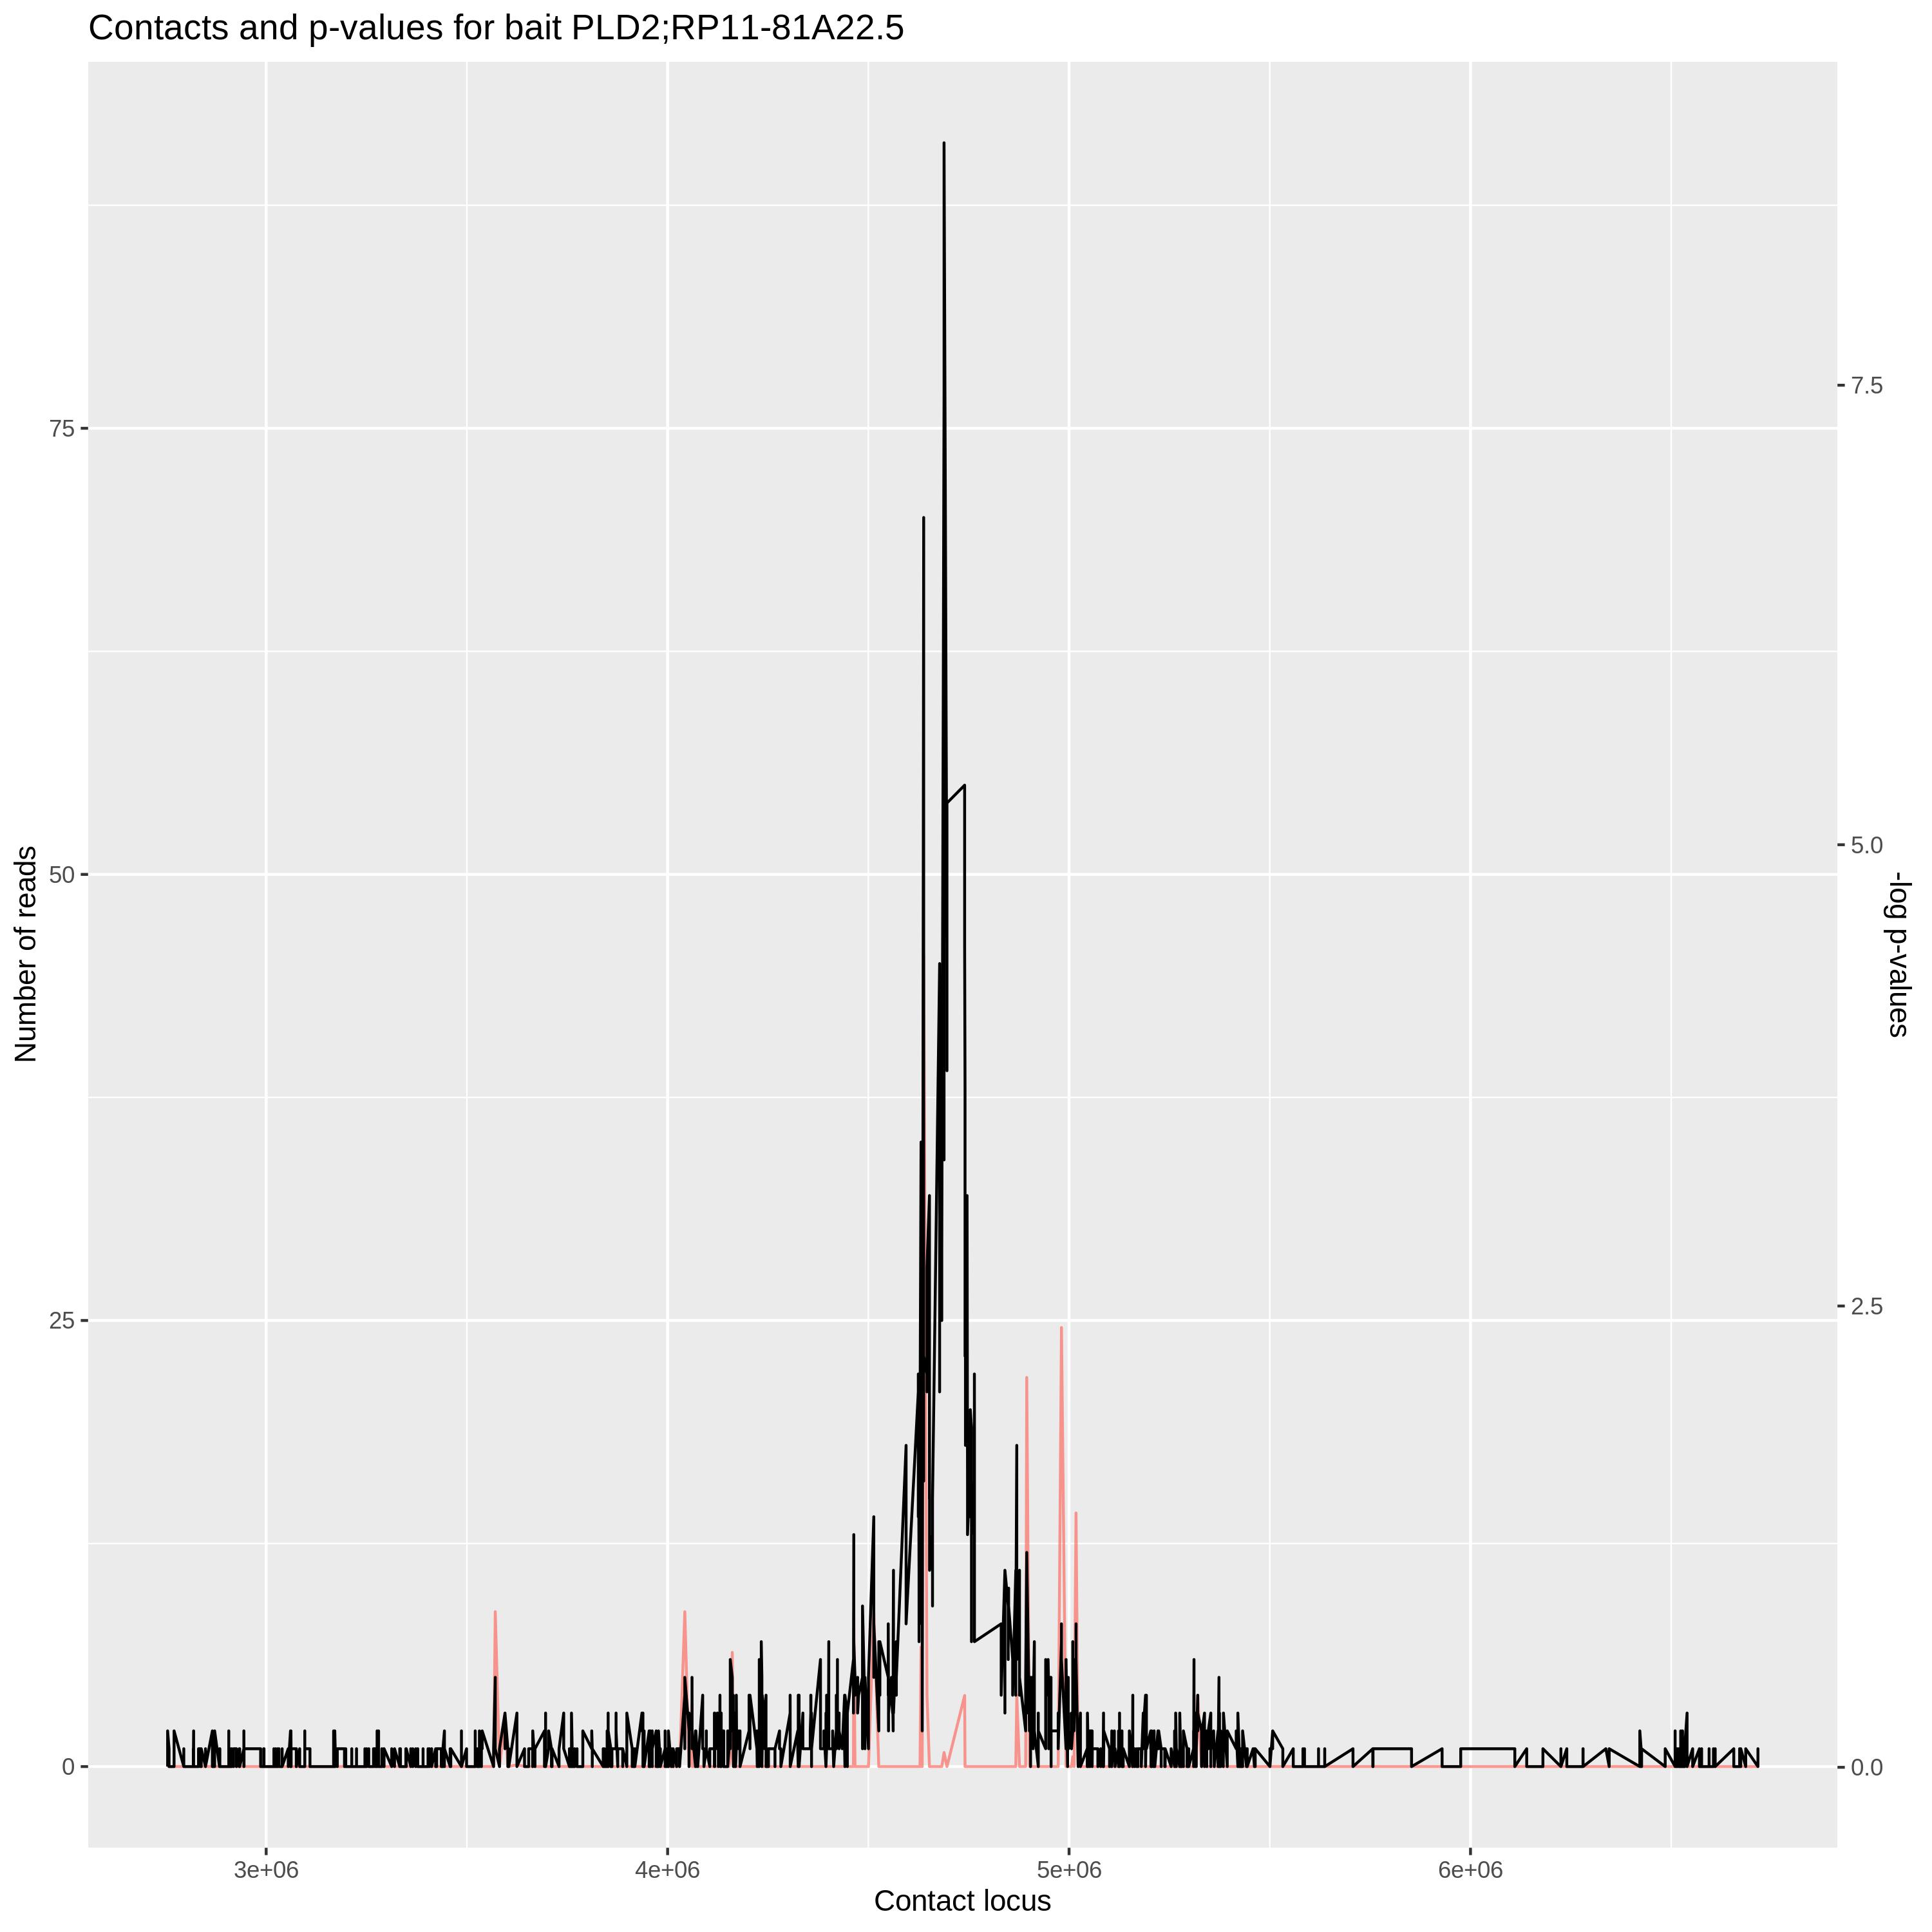 Contacts and p-values for bait PLD2;RP11-81A22.5
75
50
25
0
Number of reads
7.5
5.0
2.5
0.0
-log p-values
3e+06 4e+06 5e+06 6e+06
Contact locus